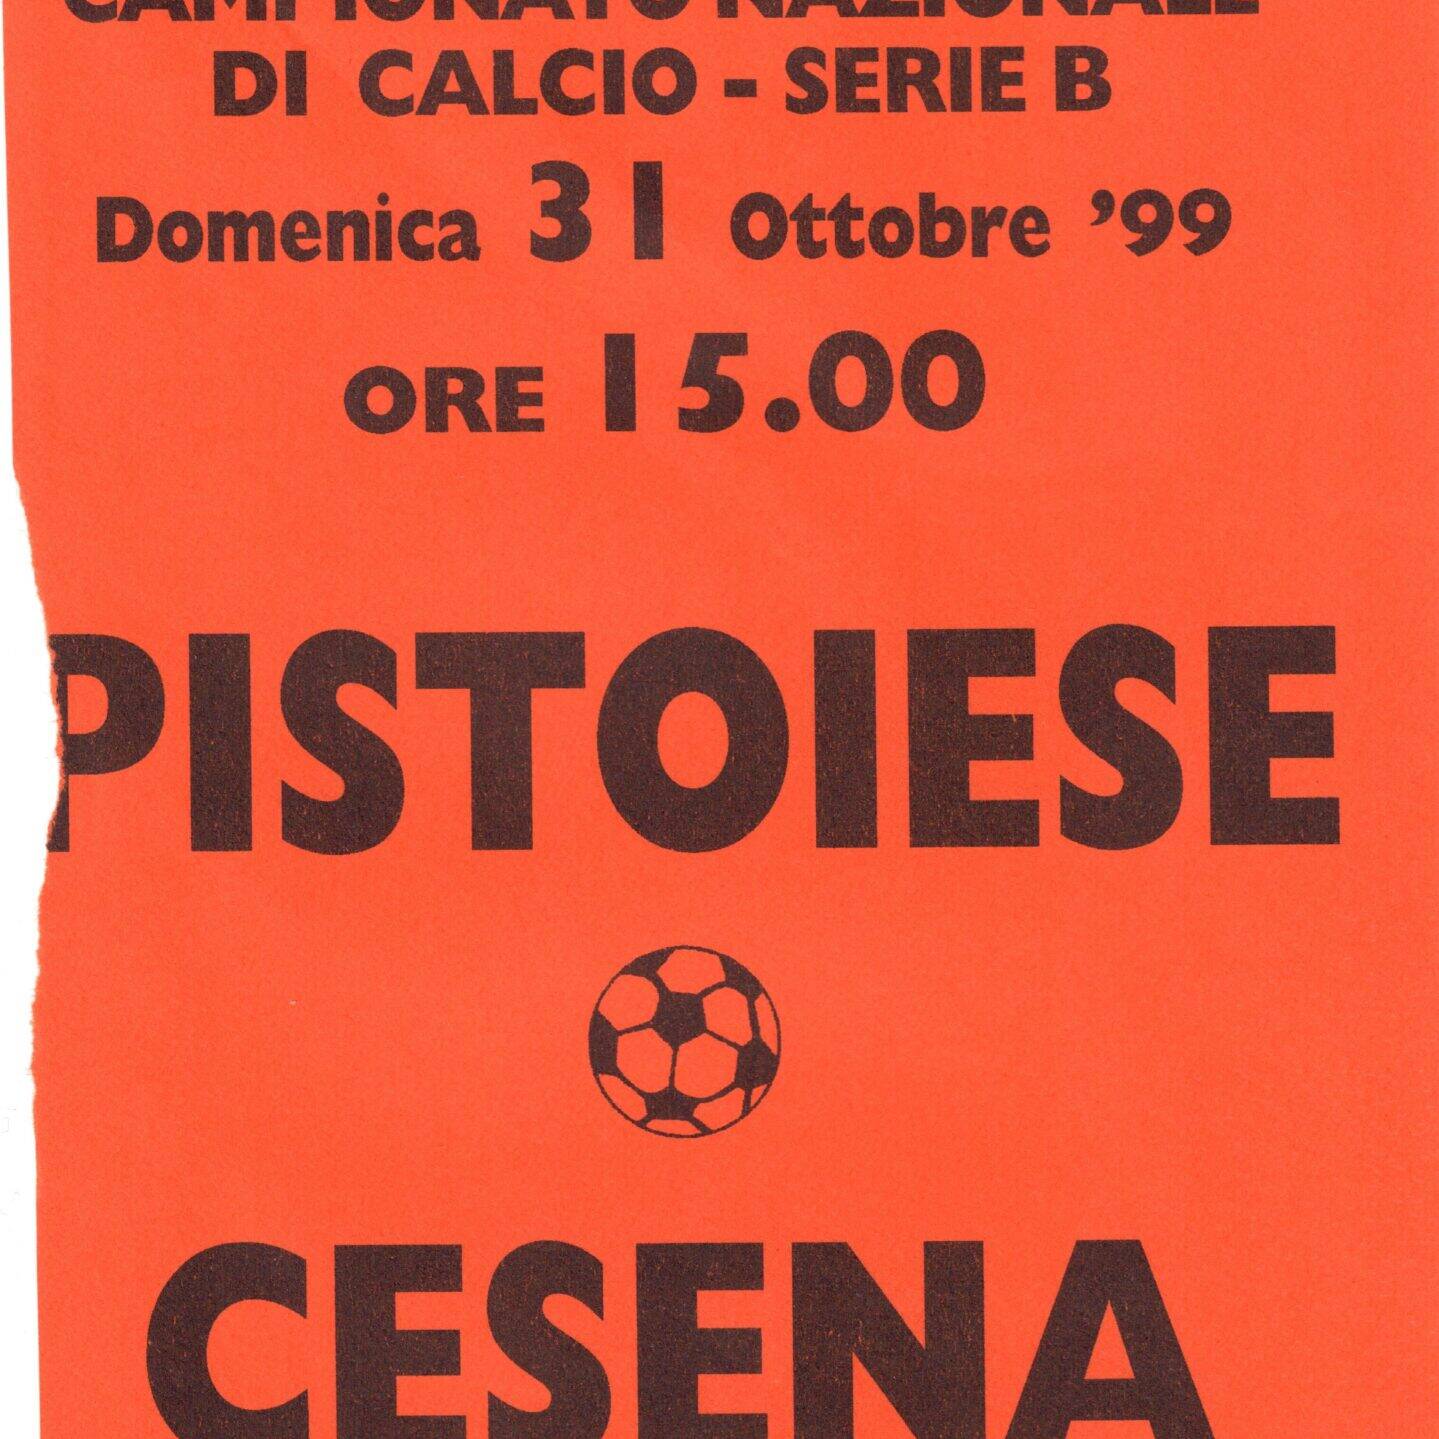 CAMPIONATO NAZIONALE
DI CALCIO - SERIE B
Domenica 31 Ottobre '99
ORE 15.00
PISTOIESE
CESENA